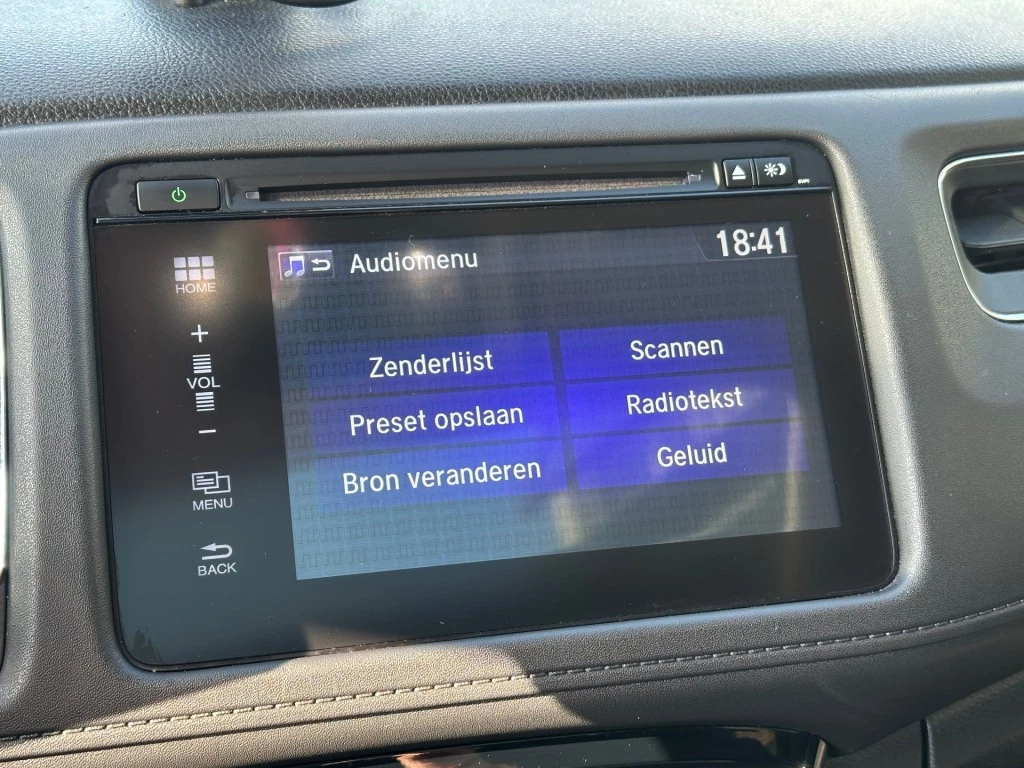 Audiomenu
18:41
HOME
+
VOL
−
MENU
BACK
Zenderlijst
Scannen
Preset opslaan
Radiotekst
Bron veranderen
Geluid